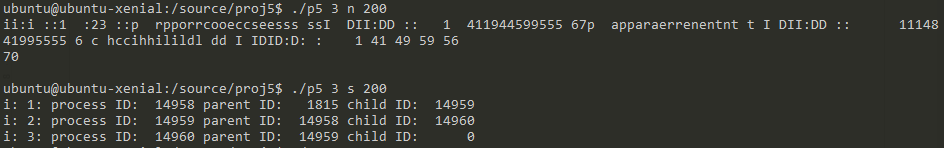 ubuntu@ubuntu-xenial:/source/proj5$ ./p5 3 n 200
ii:i ::1  :23 ::p  rpporrcooeccseesss ssI  DII:DD ::   1  411944599555 67p  apparaerrenentnt t I DII:DD ::      11148
41995555 6 c hccihhilildl dd I IDID:D: :    1 41 49 59 56
70
ubuntu@ubuntu-xenial:/source/proj5$ ./p5 3 s 200
i: 1: process ID:  14958 parent ID:   1815 child ID:  14959
i: 2: process ID:  14959 parent ID:  14958 child ID:  14960
i: 3: process ID:  14960 parent ID:  14959 child ID:      0